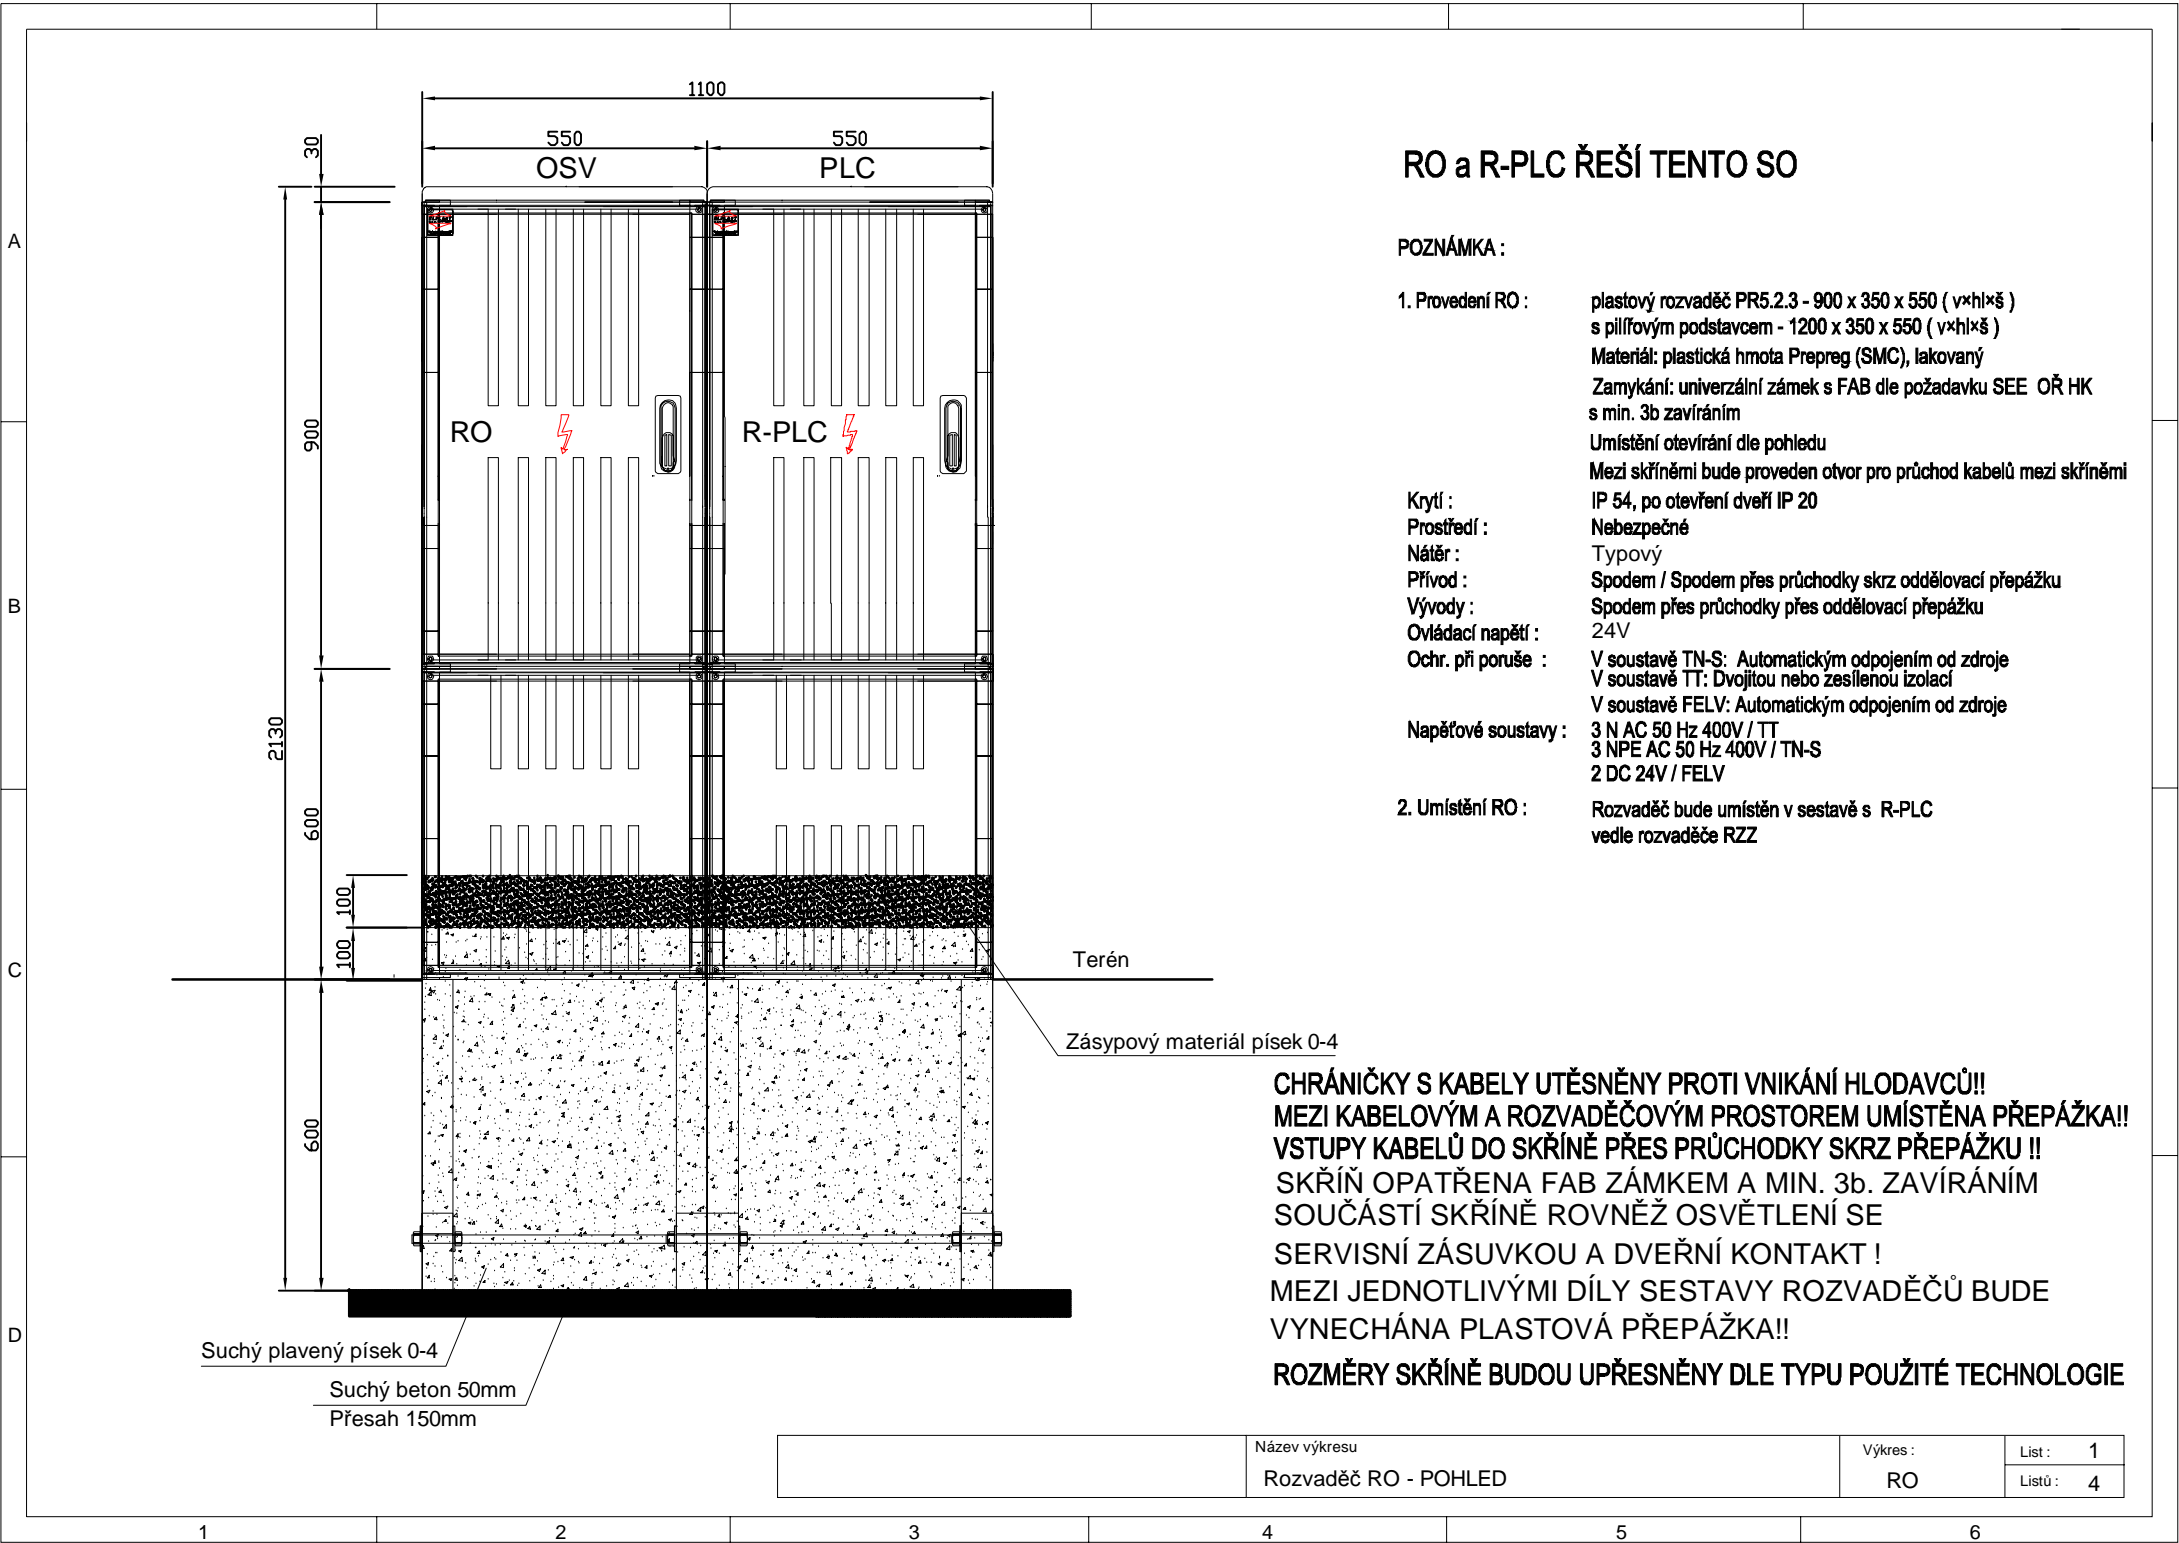 1100
550
550
OSV
PLC
30
900
2130
600
100
100
600
RO
R-PLC
Terén
Zásypový materiál písek 0-4
Suchý plavený písek 0-4
Suchý beton 50mm
Přesah 150mm
RO a R-PLC ŘEŠÍ TENTO SO
POZNÁMKA :
1. Provedení RO : plastový rozvaděč PR5.2.3 - 900 x 350 x 550 ( v×hl×š )
s pilířovým podstavcem - 1200 x 350 x 550 ( v×hl×š )
Materiál: plastická hmota Prepreg (SMC), lakovaný
Zamykání: univerzální zámek s FAB dle požadavku SEE OŘ HK
s min. 3b zavíráním
Umístění otevírání dle pohledu
Mezi skříněmi bude proveden otvor pro průchod kabelů mezi skříněmi
Krytí : IP 54, po otevření dveří IP 20
Prostředí : Nebezpečné
Nátěr : Typový
Přívod : Spodem / Spodem přes průchodky skrz oddělovací přepážku
Vývody : Spodem přes průchodky přes oddělovací přepážku
Ovládací napětí : 24V
Ochr. při poruše : V soustavě TN-S: Automatickým odpojením od zdroje
V soustavě TT: Dvojitou nebo zesílenou izolací
V soustavě FELV: Automatickým odpojením od zdroje
Napěťové soustavy : 3 N AC 50 Hz 400V / TT
3 NPE AC 50 Hz 400V / TN-S
2 DC 24V / FELV
2. Umístění RO : Rozvaděč bude umístěn v sestavě s R-PLC
vedle rozvaděče RZZ
CHRÁNIČKY S KABELY UTĚSNĚNY PROTI VNIKÁNÍ HLODAVCŮ!!
MEZI KABELOVÝM A ROZVADĚČOVÝM PROSTOREM UMÍSTĚNA PŘEPÁŽKA!!
VSTUPY KABELŮ DO SKŘÍNĚ PŘES PRŮCHODKY SKRZ PŘEPÁŽKU !!
SKŘÍŇ OPATŘENA FAB ZÁMKEM A MIN. 3b. ZAVÍRÁNÍM
SOUČÁSTÍ SKŘÍNĚ ROVNĚŽ OSVĚTLENÍ SE
SERVISNÍ ZÁSUVKOU A DVEŘNÍ KONTAKT !
MEZI JEDNOTLIVÝMI DÍLY SESTAVY ROZVADĚČŮ BUDE
VYNECHÁNA PLASTOVÁ PŘEPÁŽKA!!
ROZMĚRY SKŘÍNĚ BUDOU UPŘESNĚNY DLE TYPU POUŽITÉ TECHNOLOGIE
Název výkresu
Rozvaděč RO - POHLED
Výkres :
RO
List : 1
Listů : 4
A
B
C
D
1 2 3 4 5 6